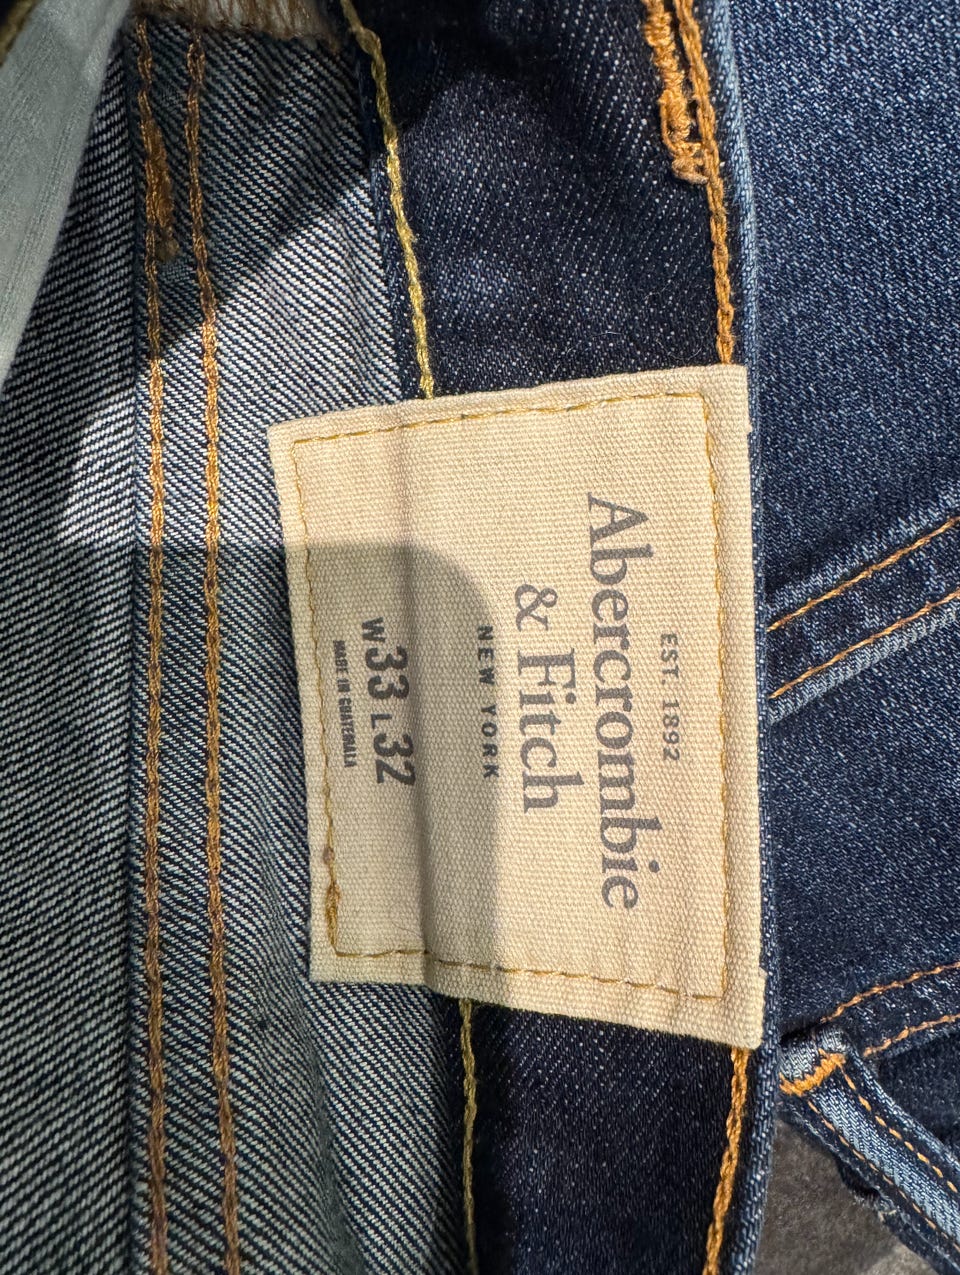 EST. 1892
Abercrombie
& Fitch
NEW YORK
W33 L32
MADE IN GUATEMALA